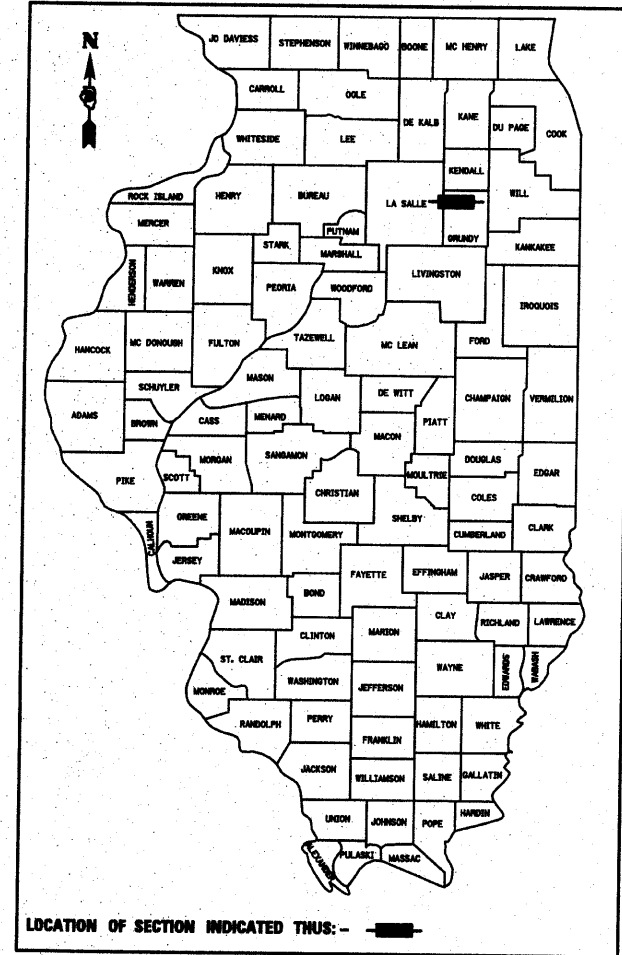 N
JO DAVIESS STEPHENSON WINNEBAGO BOONE MC HENRY LAKE
CARROLL OGLE DE KALB KANE DU PAGE COOK
WHITESIDE LEE
KENDALL
ROCK ISLAND HENRY BUREAU LA SALLE WILL
MERCER PUTNAM GRUNDY
STARK MARSHALL KANKAKEE
HENDERSON WARREN KNOX PEORIA WOODFORD LIVINGSTON IROQUOIS
HANCOCK MC DONOUGH FULTON TAZEWELL MC LEAN FORD
SCHUYLER MASON DE WITT CHAMPAIGN VERMILION
ADAMS BROWN CASS MENARD LOGAN PIATT
MACON
PIKE SCOTT MORGAN SANGAMON MOULTRIE DOUGLAS EDGAR
CHRISTIAN COLES
CALHOUN GREENE MACOUPIN MONTGOMERY SHELBY CUMBERLAND CLARK
JERSEY FAYETTE EFFINGHAM JASPER CRAWFORD
MADISON BOND
CLINTON MARION CLAY RICHLAND LAWRENCE
ST. CLAIR WAYNE EDWARDS WABASH
MONROE WASHINGTON JEFFERSON
RANDOLPH PERRY HAMILTON WHITE
FRANKLIN
JACKSON WILLIAMSON SALINE GALLATIN
UNION JOHNSON POPE HARDIN
ALEXANDER PULASKI MASSAC
LOCATION OF SECTION INDICATED THUS: -